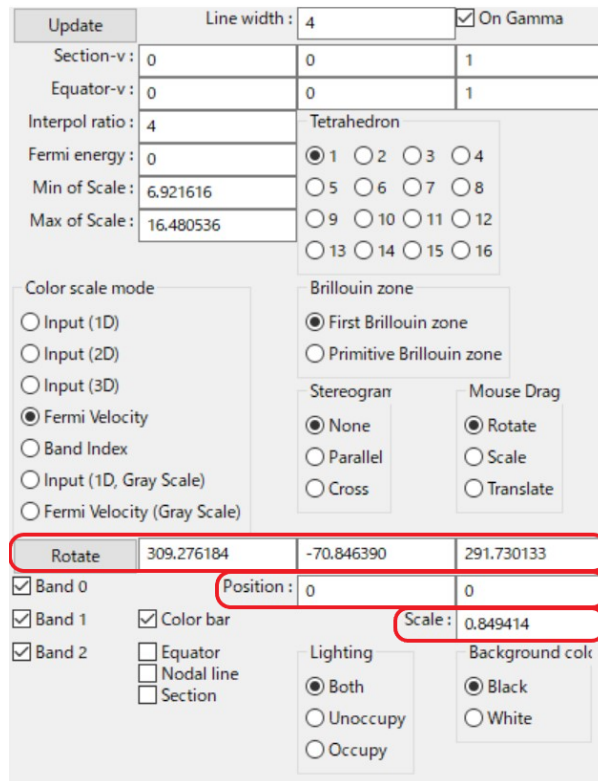 Update Line width : 4 On Gamma
Section-v : 0 0 1
Equator-v : 0 0 1
Interpol ratio : 4
Fermi energy : 0
Min of Scale : 6.921616
Max of Scale : 16.480536
Tetrahedron
1 2 3 4
5 6 7 8
9 10 11 12
13 14 15 16
Color scale mode
Input (1D)
Input (2D)
Input (3D)
Fermi Velocity
Band Index
Input (1D, Gray Scale)
Fermi Velocity (Gray Scale)
Brillouin zone
First Brillouin zone
Primitive Brillouin zone
Stereogram
None
Parallel
Cross
Mouse Drag
Rotate
Scale
Translate
Rotate 309.276184 -70.846390 291.730133
Band 0 Position : 0 0
Band 1 Color bar Scale : 0.849414
Band 2
Equator
Nodal line
Section
Lighting
Both
Unoccupy
Occupy
Background colo
Black
White